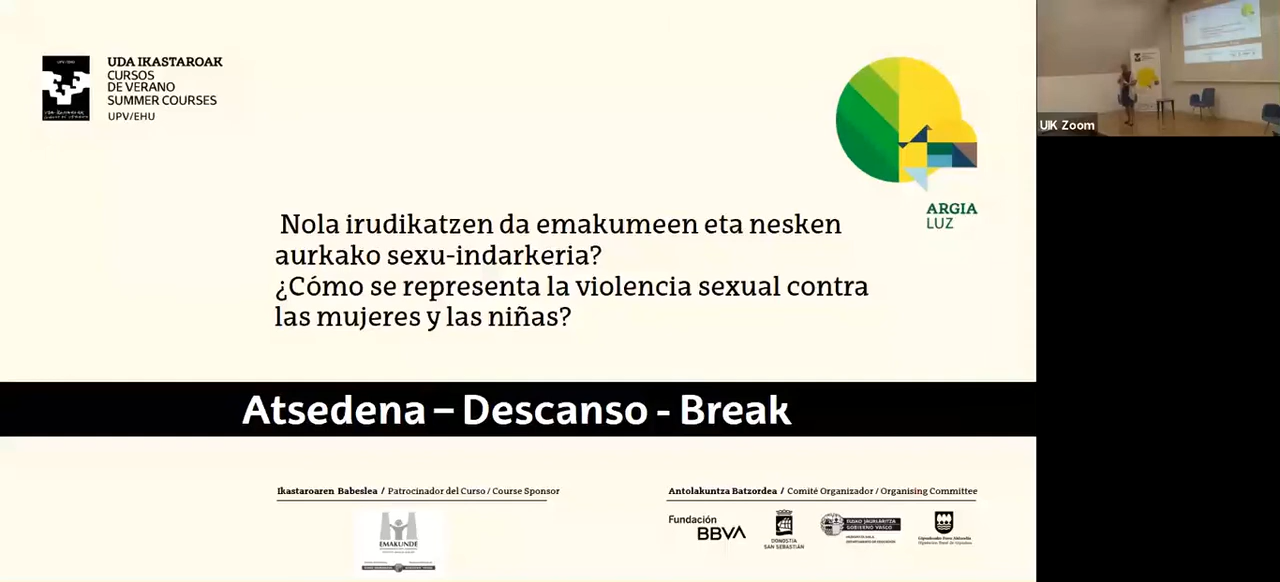 UDA IKASTAROAK
CURSOS
DE VERANO
SUMMER COURSES
UPV/EHU
ARGIA
LUZ
UIK Zoom
Nola irudikatzen da emakumeen eta nesken
aurkako sexu-indarkeria?
¿Cómo se representa la violencia sexual contra
las mujeres y las niñas?
Atsedena – Descanso - Break
Ikastaroaren Babeslea / Patrocinador del Curso / Course Sponsor
EMAKUNDE
Antolakuntza Batzordea / Comité Organizador / Organising Committee
Fundación
BBVA
DONOSTIA
SAN SEBASTIÁN
EUSKO JAURLARITZA
GOBIERNO VASCO